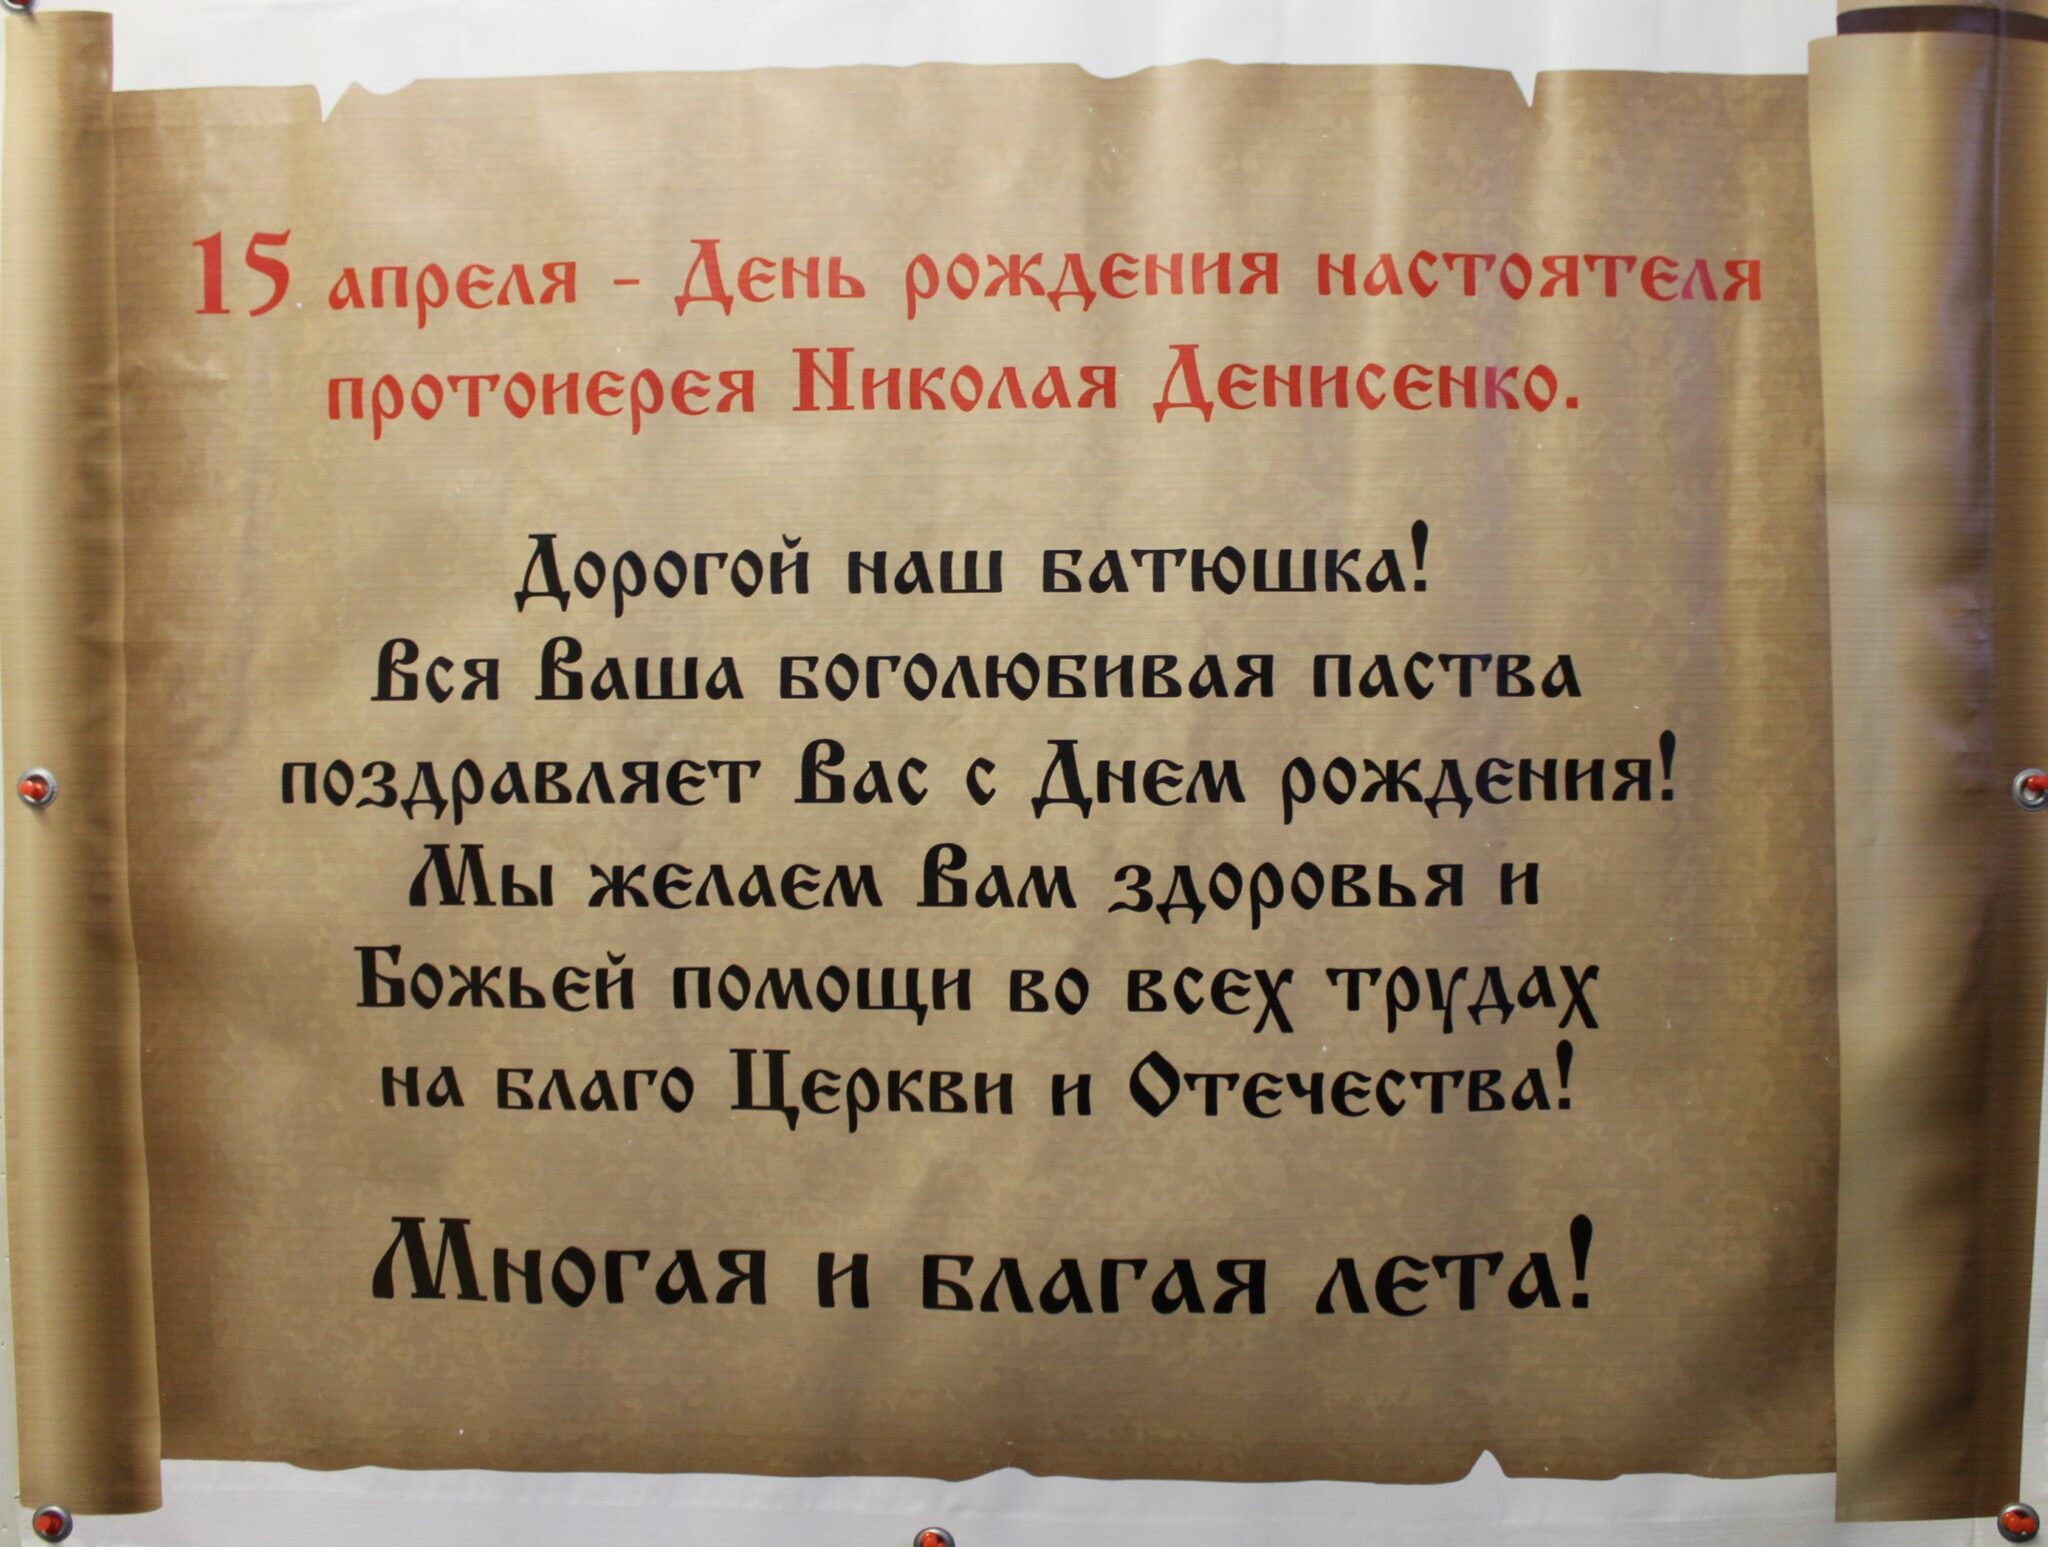 15 апреля - День рождения настоятеля
протоиерея Николая Денисенко.
Дорогой наш батюшка!
Вся Ваша боголюбивая паства
поздравляет Вас с Днем рождения!
Мы желаем Вам здоровья и
Божьей помощи во всех трудах
на благо Церкви и Отечества!
Многая и благая лета!